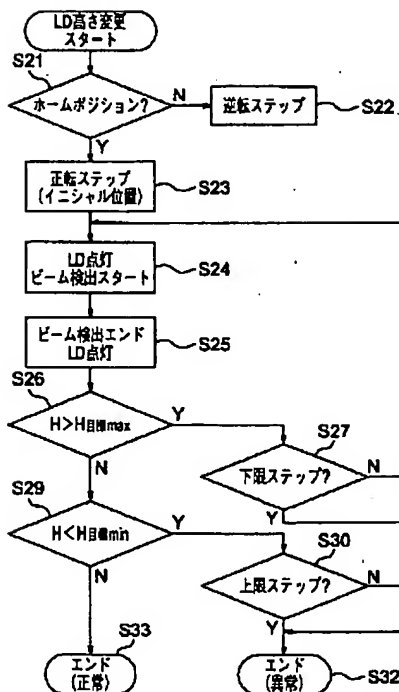 LD高さ変更
スタート
S21
ホームポジション?
N
逆転ステップ
S22
Y
正転ステップ
(イニシャル位置)
S23
LD点灯
ビーム検出スタート
S24
ビーム検出エンド
LD点灯
S25
S26
H>H目標max
Y
N
S27
下限ステップ?
N
Y
S29
H<H目標min
Y
N
S30
上限ステップ?
N
Y
S33
エンド
(正常)
エンド
(異常)
S32